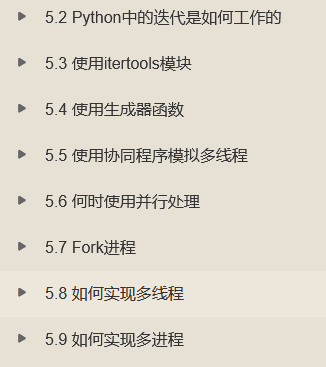 5.2 Python中的迭代是如何工作的
5.3 使用itertools模块
5.4 使用生成器函数
5.5 使用协同程序模拟多线程
5.6 何时使用并行处理
5.7 Fork进程
5.8 如何实现多线程
5.9 如何实现多进程